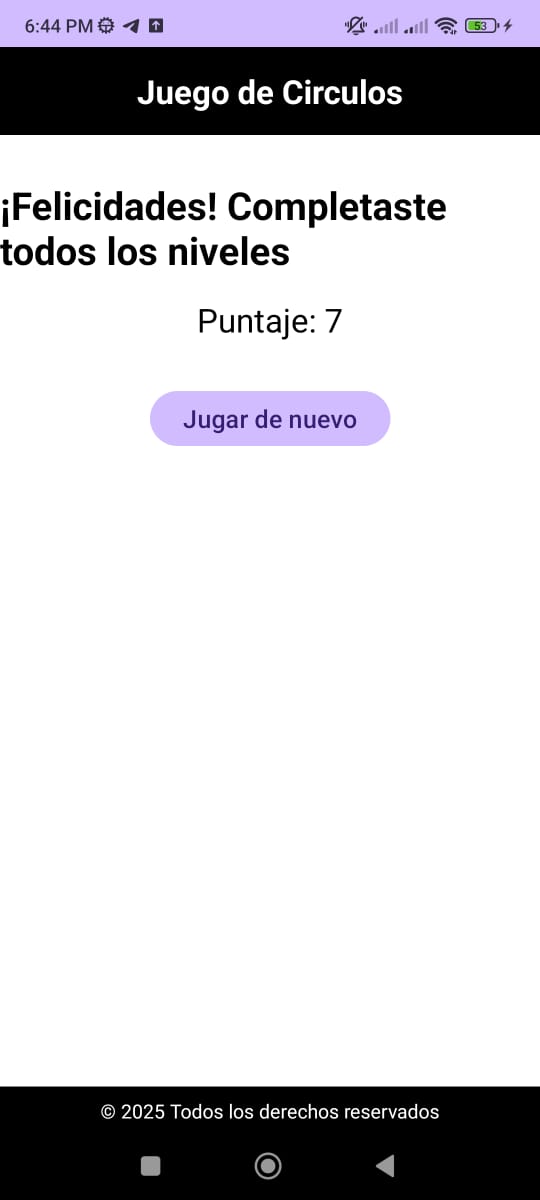 6:44 PM
53
Juego de Circulos
¡Felicidades! Completaste
todos los niveles
Puntaje: 7
Jugar de nuevo
© 2025 Todos los derechos reservados